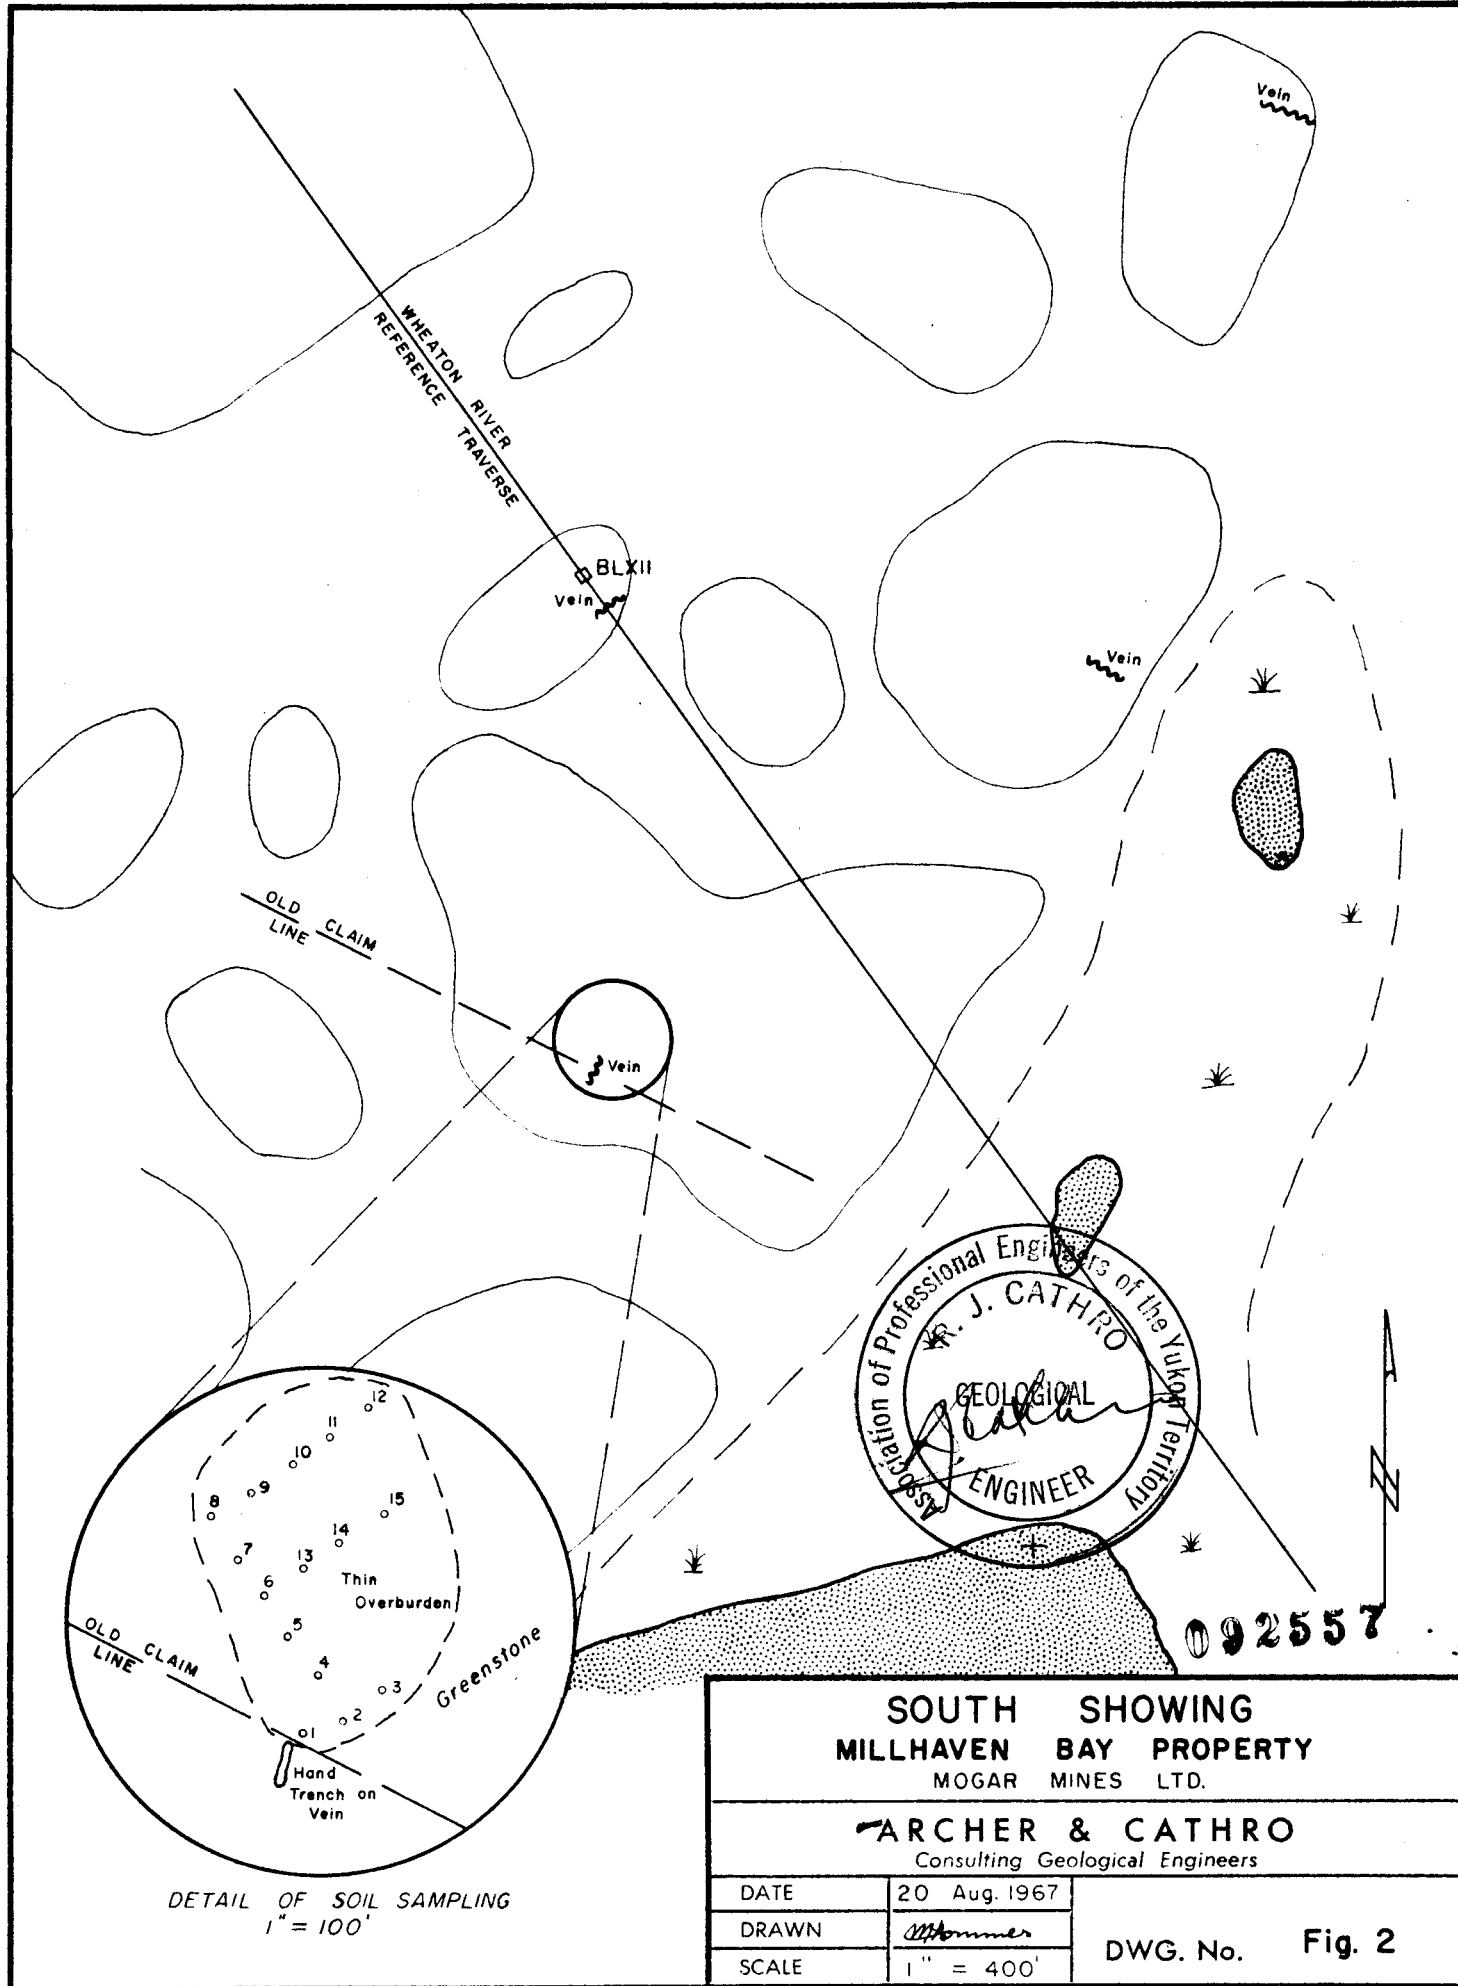 Vein
WHEATON RIVER
REFERENCE TRAVERSE
BLXII
Vein
Vein
OLD CLAIM
LINE
Vein
Association of Professional Engineers of the Yukon Territory
R. J. CATHRO
GEOLOGICAL
ENGINEER
12
11
10
9
8
15
14
7
13
6
Thin
Overburden
5
4
3
2
1
OLD CLAIM
LINE
Greenstone
Hand
Trench on
Vein
DETAIL OF SOIL SAMPLING
1" = 100'
N
092557
SOUTH SHOWING
MILLHAVEN BAY PROPERTY
MOGAR MINES LTD.
ARCHER & CATHRO
Consulting Geological Engineers
DATE 20 Aug. 1967
DRAWN
SCALE 1" = 400'
DWG. No. Fig. 2